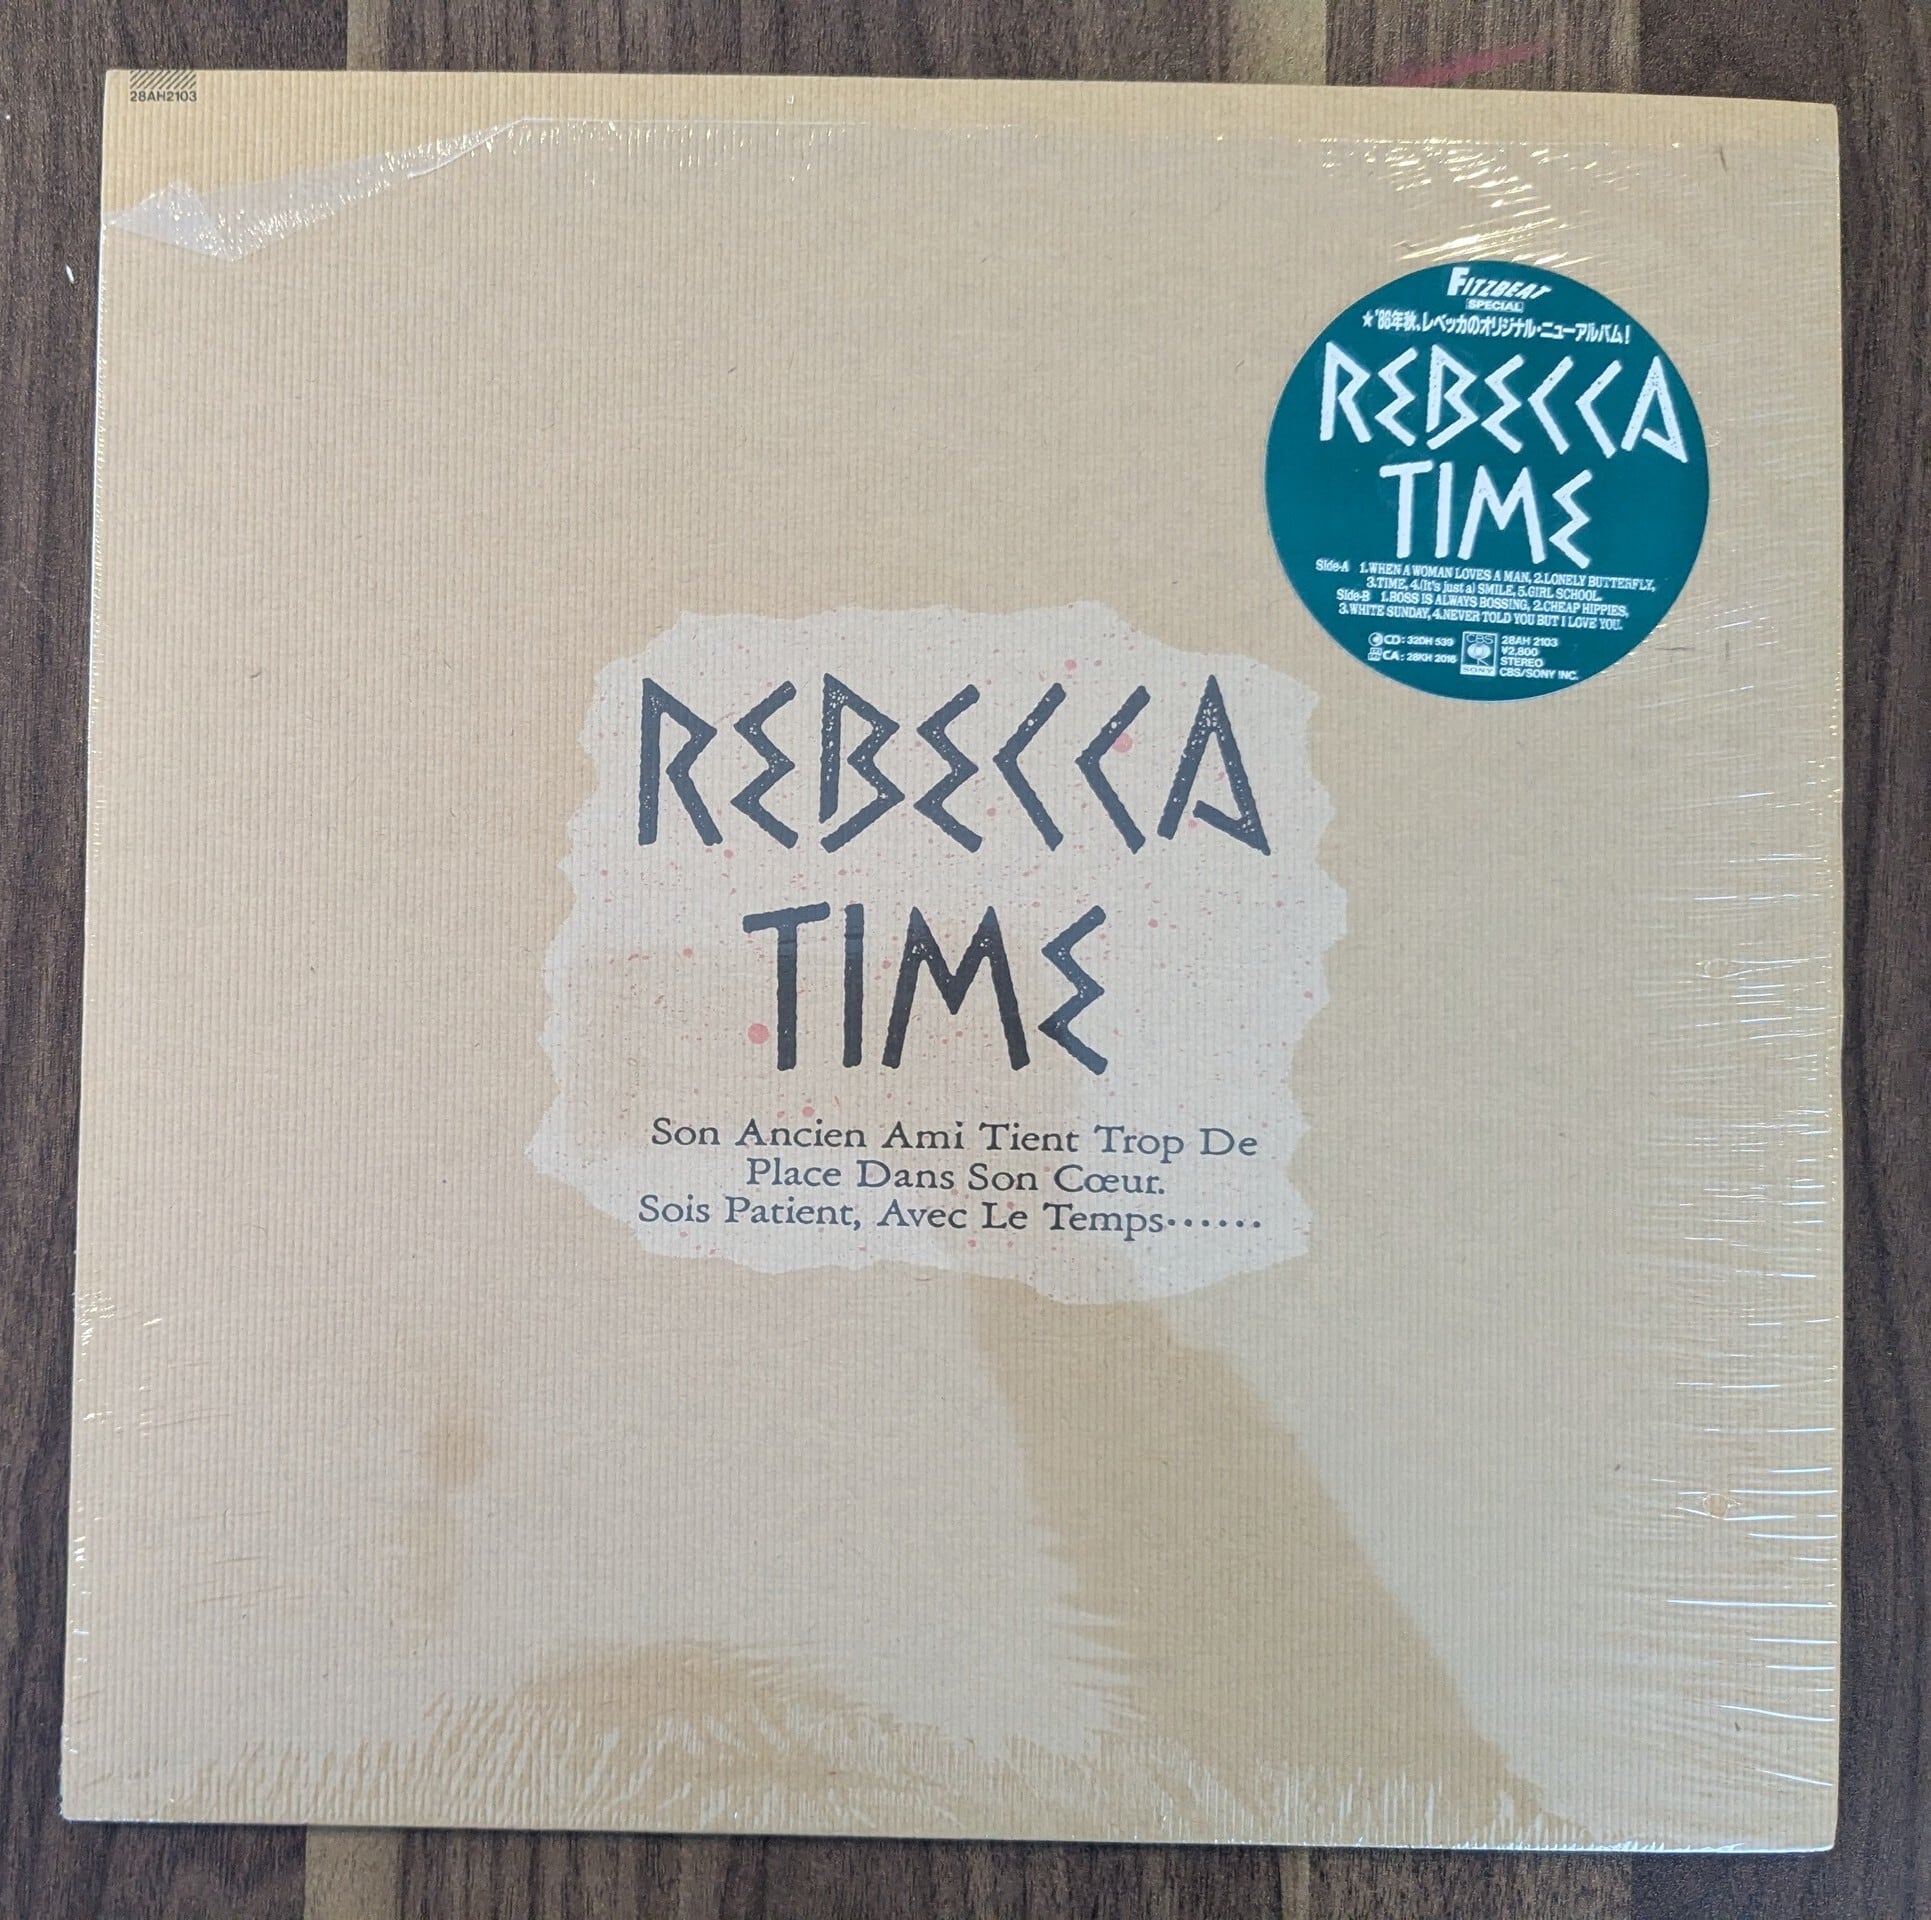 28AH2103
FITZBEAT
SPECIAL
★'86年秋、レベッカのオリジナル・ニューアルバム!
REBECCA
TIME
Side-A 1.WHEN A WOMAN LOVES A MAN, 2.LONELY BUTTERFLY,
3.TIME, 4.(It's just a) SMILE, 5.GIRL SCHOOL.
Side-B 1.BOSS IS ALWAYS BOSSING, 2.CHEAP HIPPIES,
3.WHITE SUNDAY, 4.NEVER TOLD YOU BUT I LOVE YOU.
CD: 32DH 539
CA: 28KH 2016
CBS
SONY
28AH 2103
¥2,800
STEREO
CBS/SONY INC.
REBECCA
TIME
Son Ancien Ami Tient Trop De
Place Dans Son Cœur.
Sois Patient, Avec Le Temps······